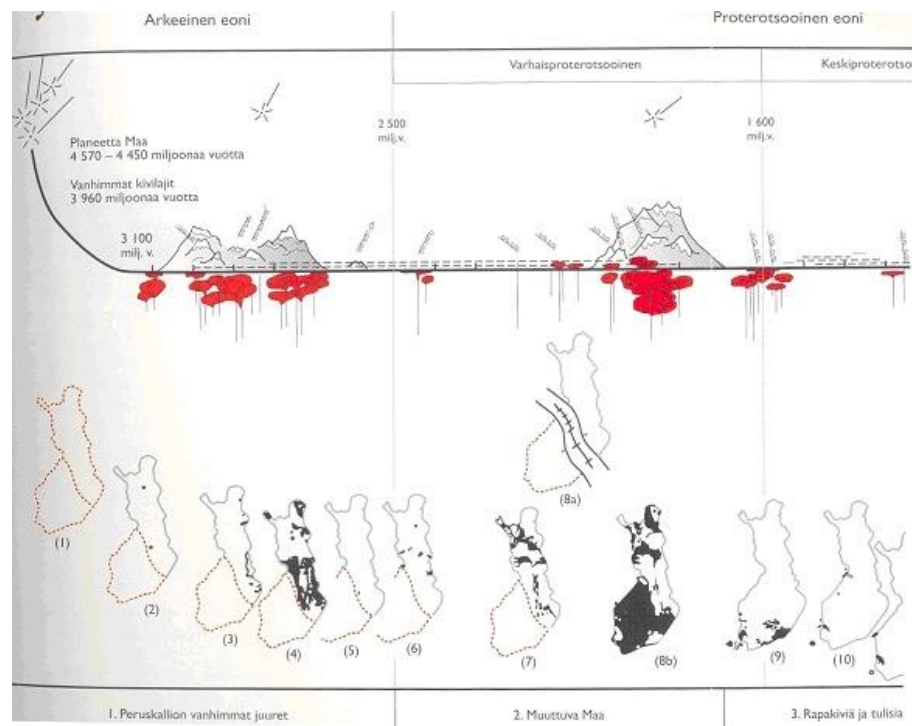 Arkeeinen eoni
Proterotsooinen eoni
Varhaisproterotsooinen
Keskiproterotso
2 500
milj.v.
1 600
milj.v.
Planeetta Maa
4 570 – 4 450 miljoonaa vuotta
Vanhimmat kivilajit
3 960 miljoonaa vuotta
3 100
milj. v.
(8a)
(1)
(2)
(3)
(4)
(5)
(6)
(7)
(8b)
(9)
(10)
1. Peruskallion vanhimmat juuret
2. Muuttuva Maa
3. Rapakiviä ja tulisia